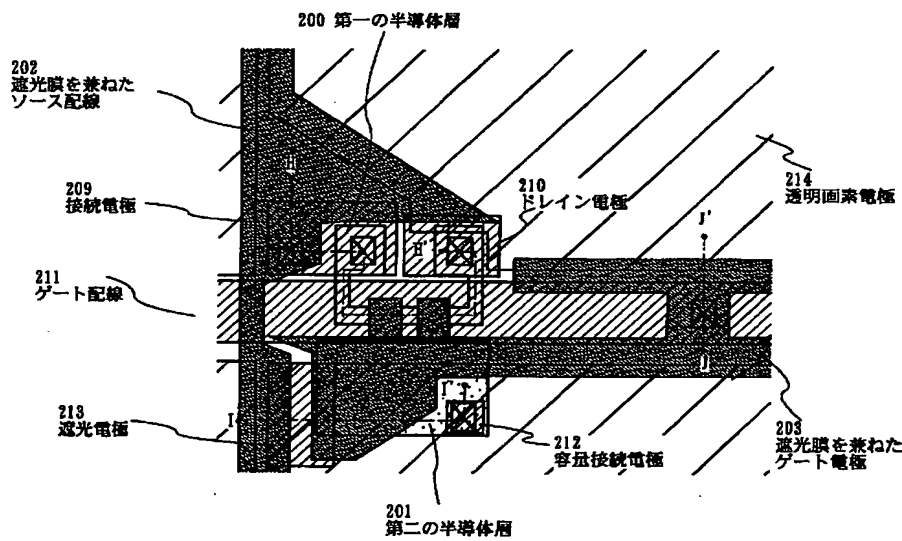 200 第一の半導体層
202
遮光膜を兼ねた
ソース配線
H
209
接続電極
210
ドレイン電極
214
透明画素電極
J'
H'
211
ゲート配線
J
I'
I
213
遮光電極
212
容量接続電極
203
遮光膜を兼ねた
ゲート電極
201
第二の半導体層